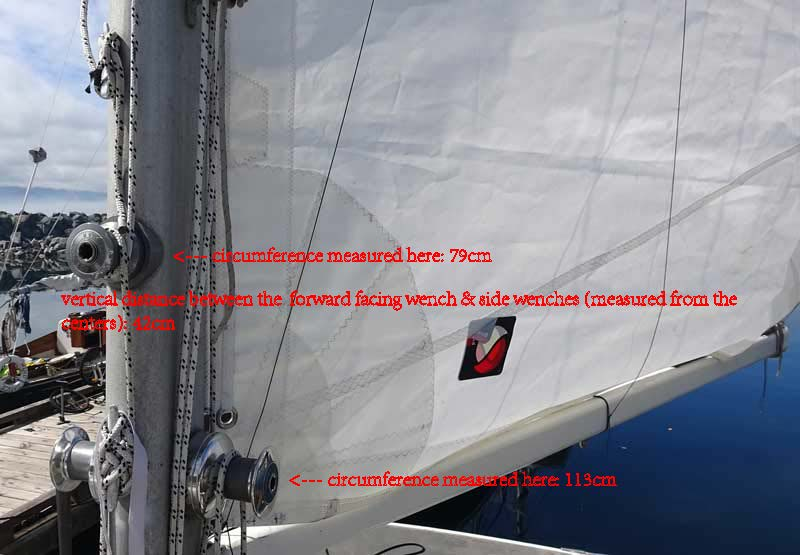 <--- circumference measured here: 79cm
vertical distance between the forward facing wench & side wenches (measured from the
centers): 42cm
<--- circumference measured here: 113cm